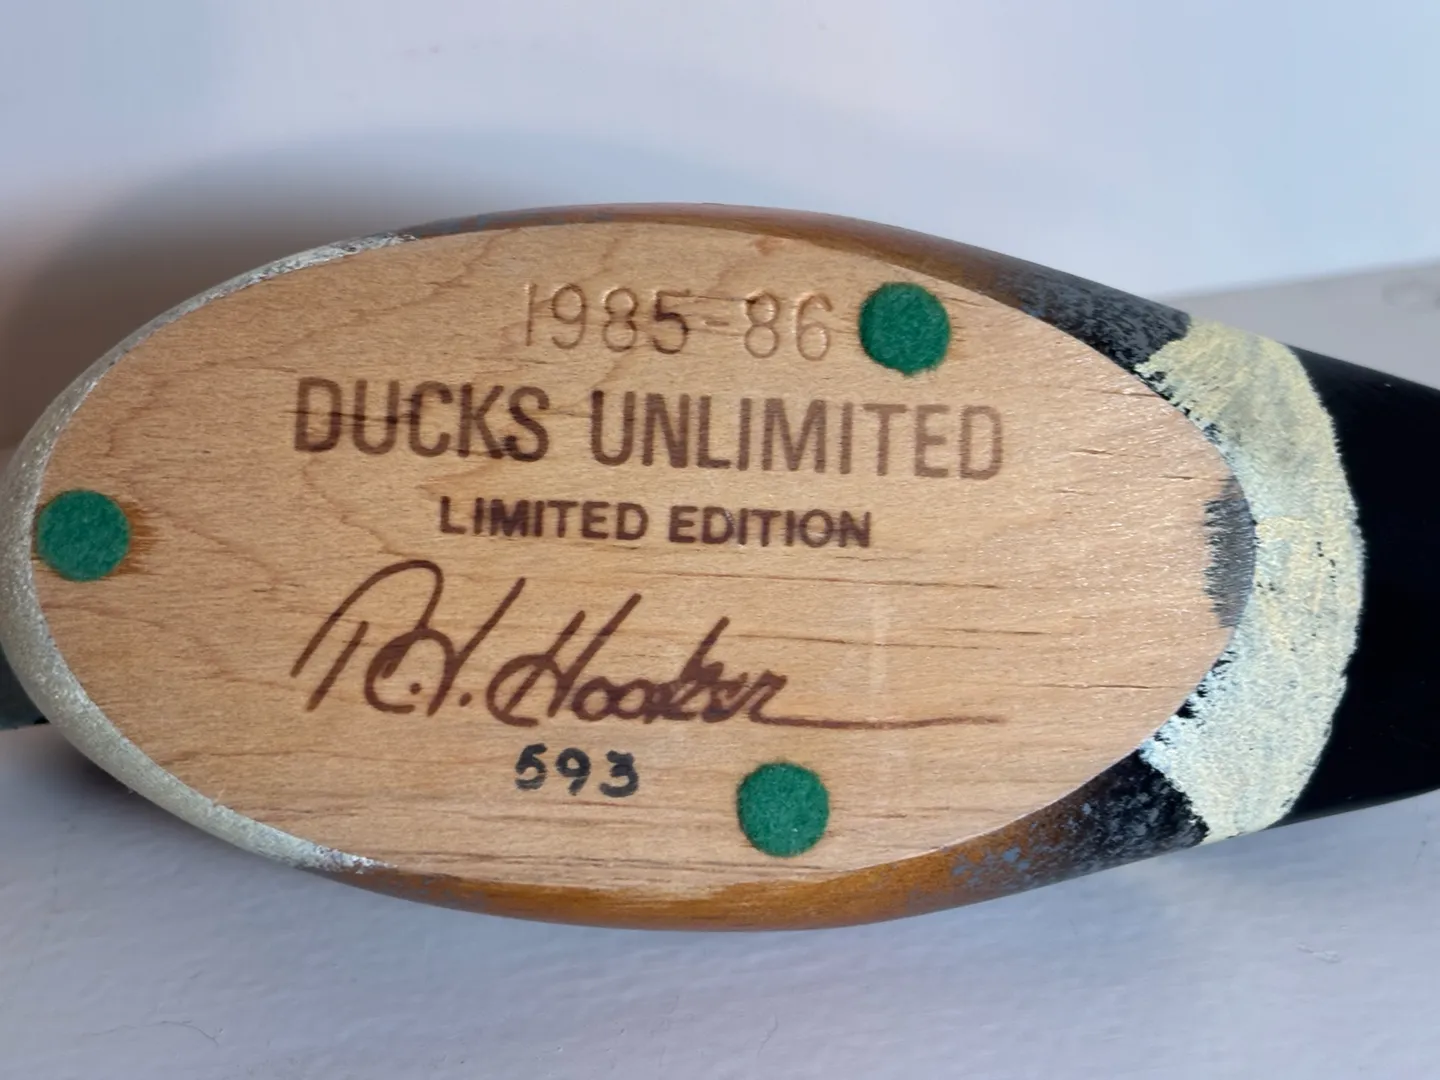 1985-86
DUCKS UNLIMITED
LIMITED EDITION
593